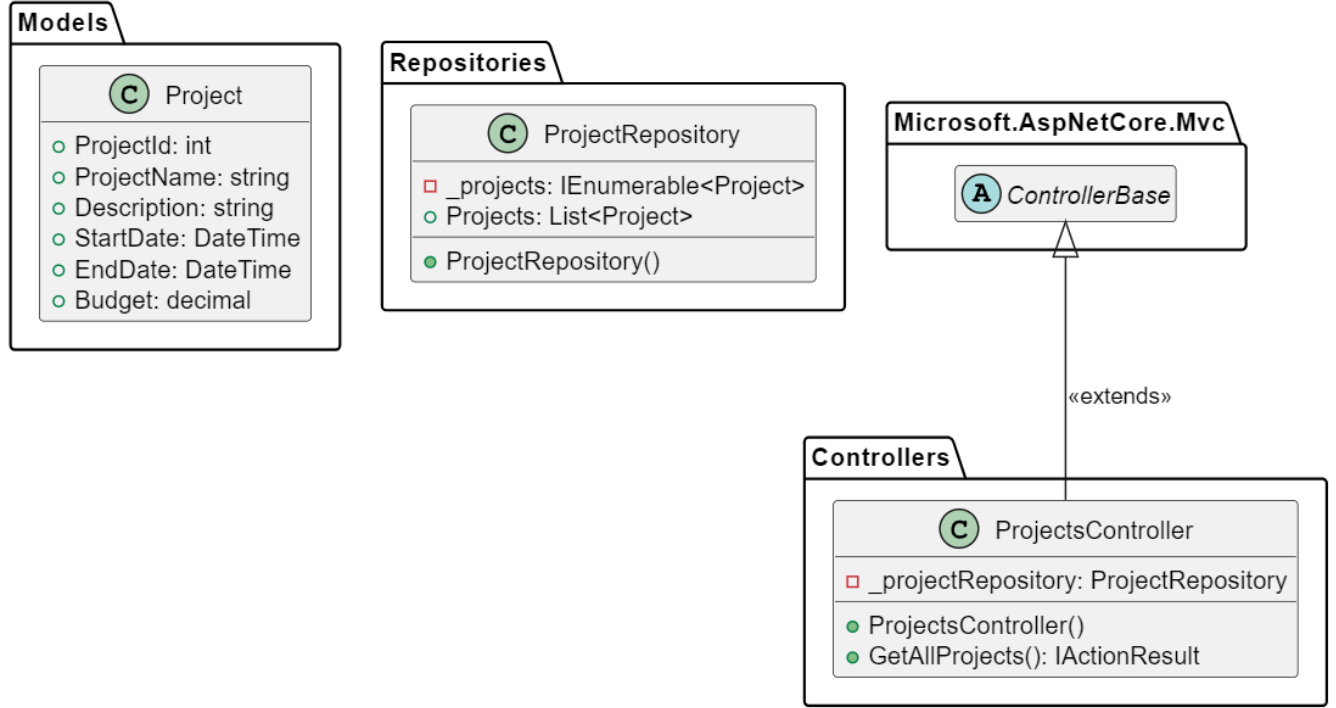 Models
C Project
ProjectId: int
ProjectName: string
Description: string
StartDate: DateTime
EndDate: DateTime
Budget: decimal
Repositories
C ProjectRepository
_projects: IEnumerable<Project>
Projects: List<Project>
ProjectRepository()
Microsoft.AspNetCore.Mvc
A ControllerBase
«extends»
Controllers
C ProjectsController
_projectRepository: ProjectRepository
ProjectsController()
GetAllProjects(): IActionResult